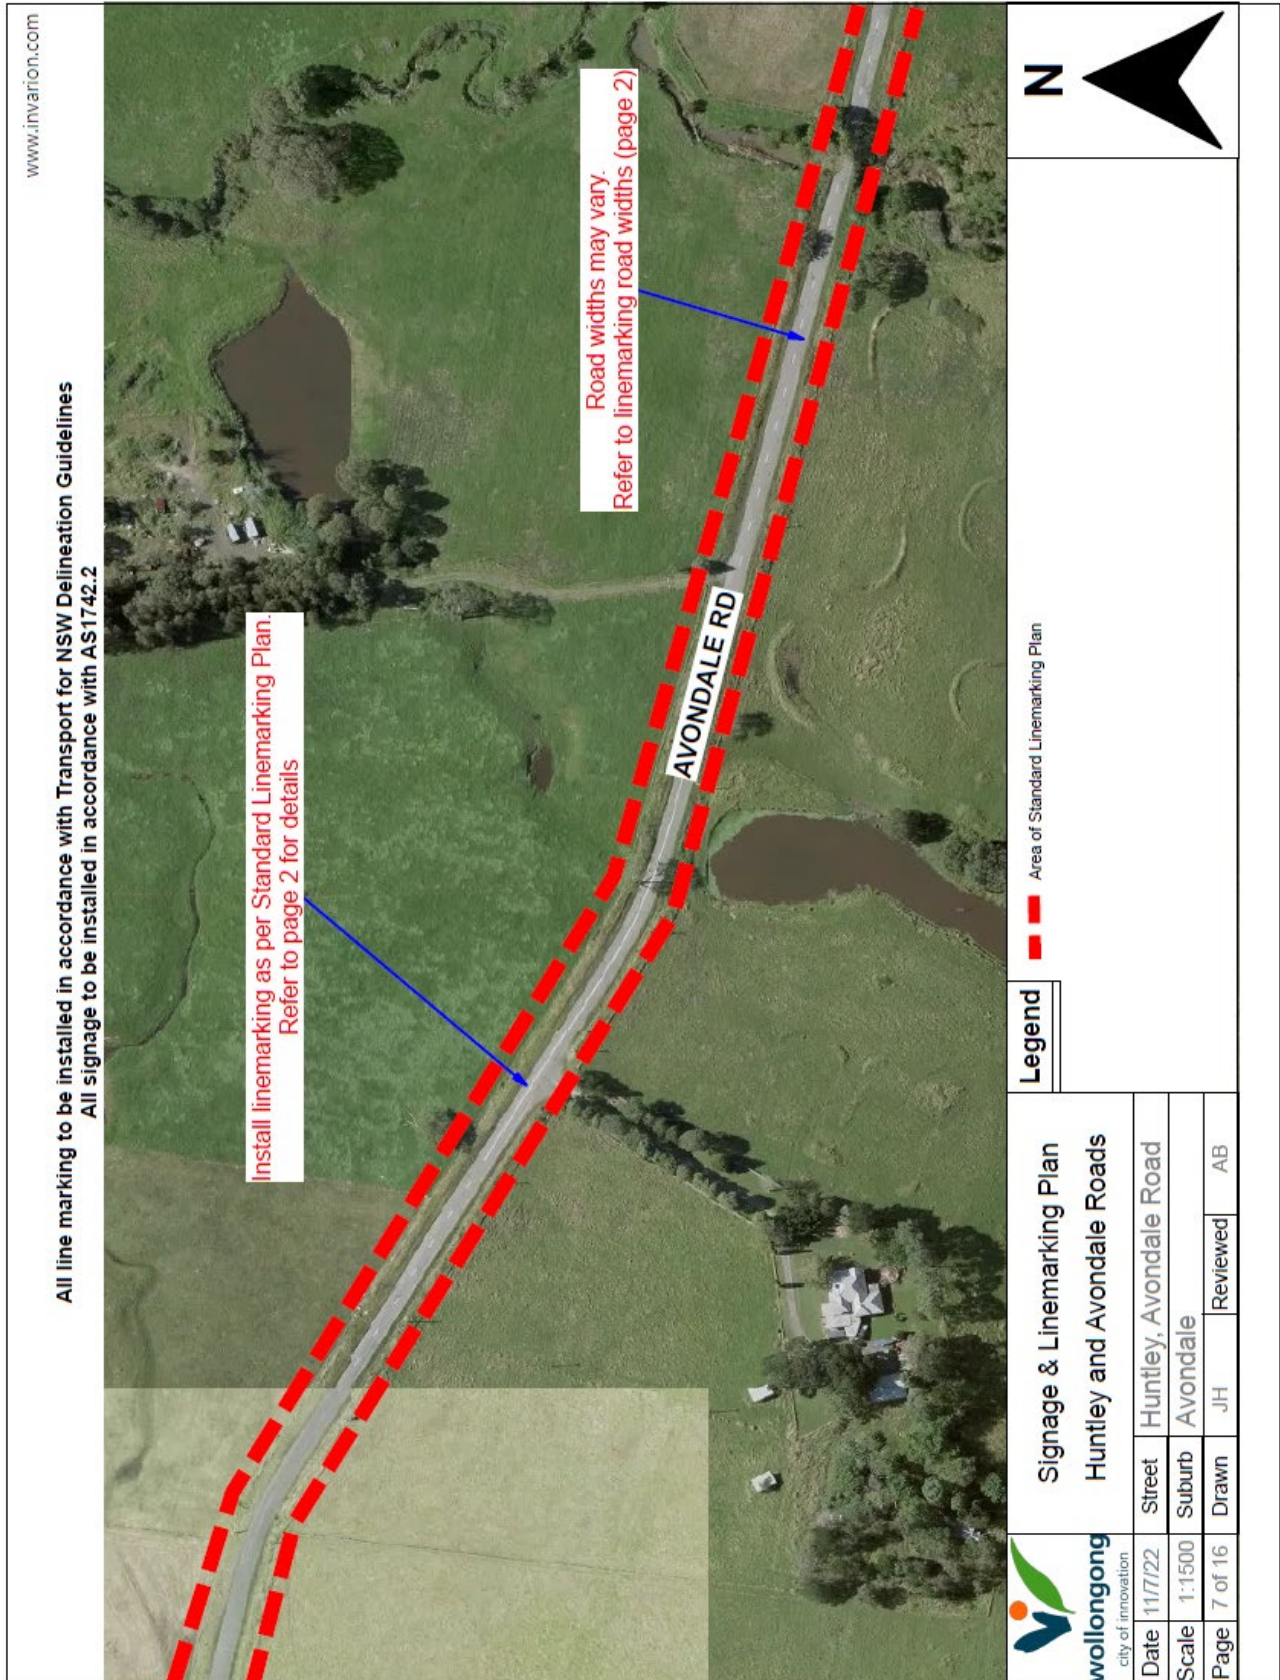 www.invarion.com
All line marking to be installed in accordance with Transport for NSW Delineation Guidelines
All signage to be installed in accordance with AS1742.2
Install linemarking as per Standard Linemarking Plan.
Refer to page 2 for details
Road widths may vary.
Refer to linemarking road widths (page 2)
AVONDALE RD
wollongong
city of innovation
Signage & Linemarking Plan
Huntley and Avondale Roads
Date 11/7/22 Street Huntley, Avondale Road
Scale 1:1500 Suburb Avondale
Page 7 of 16 Drawn JH Reviewed AB
Legend
Area of Standard Linemarking Plan
N